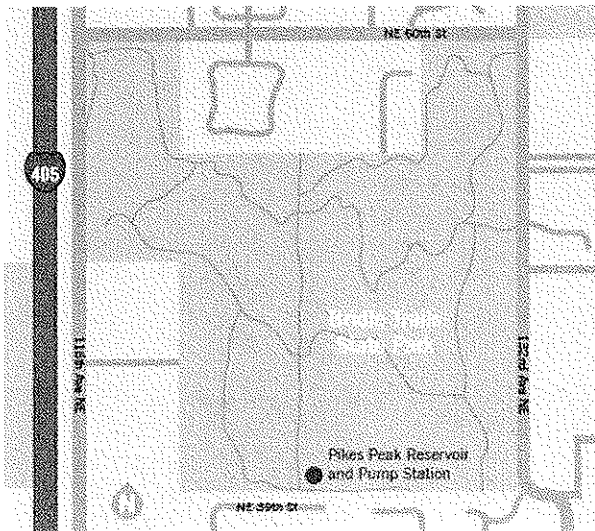 NE 60th St
405
116th Ave NE
132nd Ave NE
Pikes Peak Reservoir
and Pump Station
NE 39th St